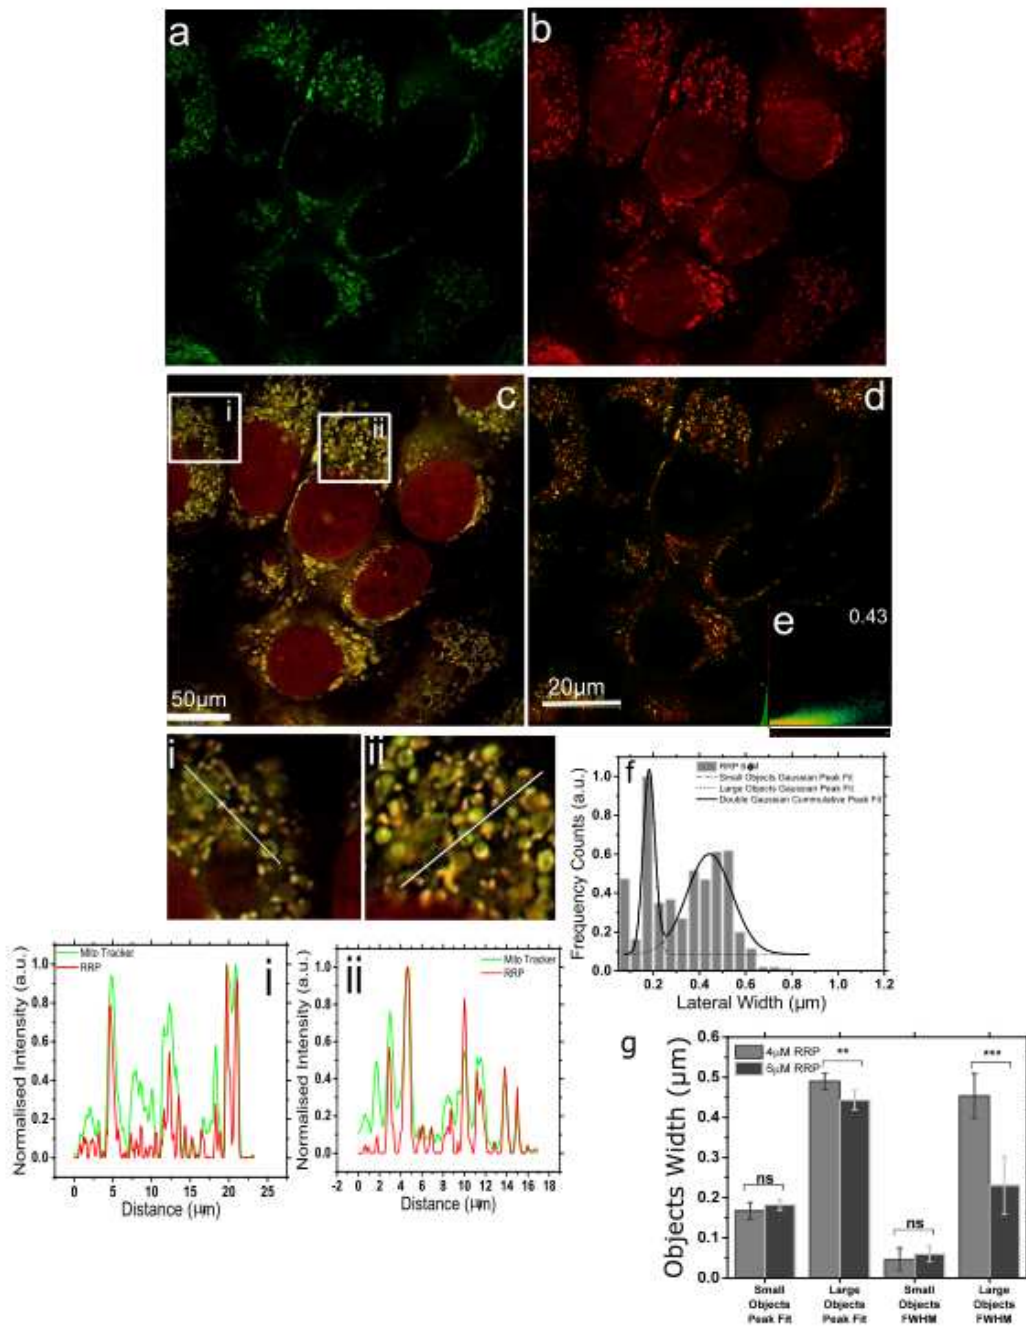 a
b
c
i
ii
50µm
d
e
0.43
20µm
i
ii
f
RRP
Small Objects Gaussian Peak Fit
Large Objects Gaussian Peak Fit
Double Gaussian Cummutative Peak Fit
Frequency Counts (a.u.)
1.0
0.8
0.6
0.4
0.2
0.0
0.2 0.4 0.6 0.8 1.0 1.2
Lateral Width (µm)
i
Mito Tracker
RRP
Normalised Intensity (a.u.)
1.0
0.8
0.6
0.4
0.2
0.0
0 5 10 15 20 25
Distance (µm)
ii
Mito Tracker
RRP
Normalised Intensity (a.u.)
1.0
0.8
0.6
0.4
0.2
0.0
-2 0 2 4 6 8 10 12 14 16 18
Distance (µm)
g
4µM RRP
6µM RRP
Objects Width (µm)
0.6
0.5
0.4
0.3
0.2
0.1
0.0
ns
**
ns
***
Small Objects Peak Fit
Large Objects Peak Fit
Small Objects FWHM
Large Objects FWHM